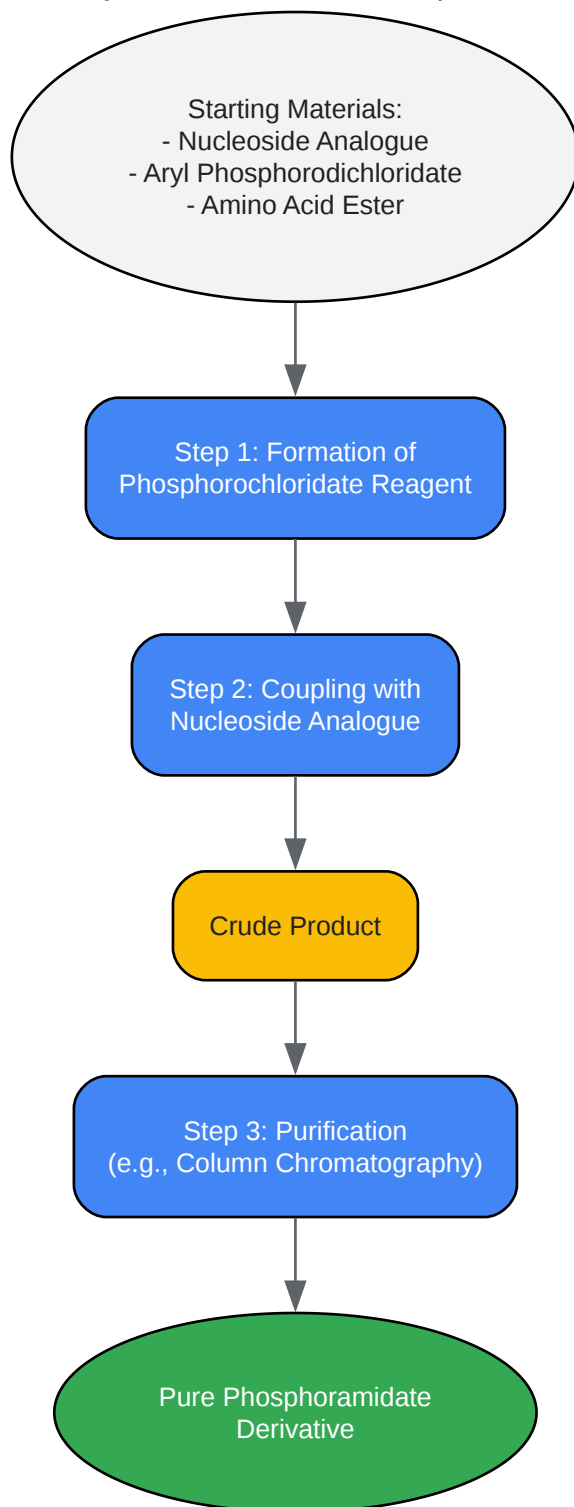 Starting Materials:
- Nucleoside Analogue
- Aryl Phosphorodichloridate
- Amino Acid Ester
Step 1: Formation of
Phosphorochloridate Reagent
Step 2: Coupling with
Nucleoside Analogue
Crude Product
Step 3: Purification
(e.g., Column Chromatography)
Pure Phosphoramidate
Derivative